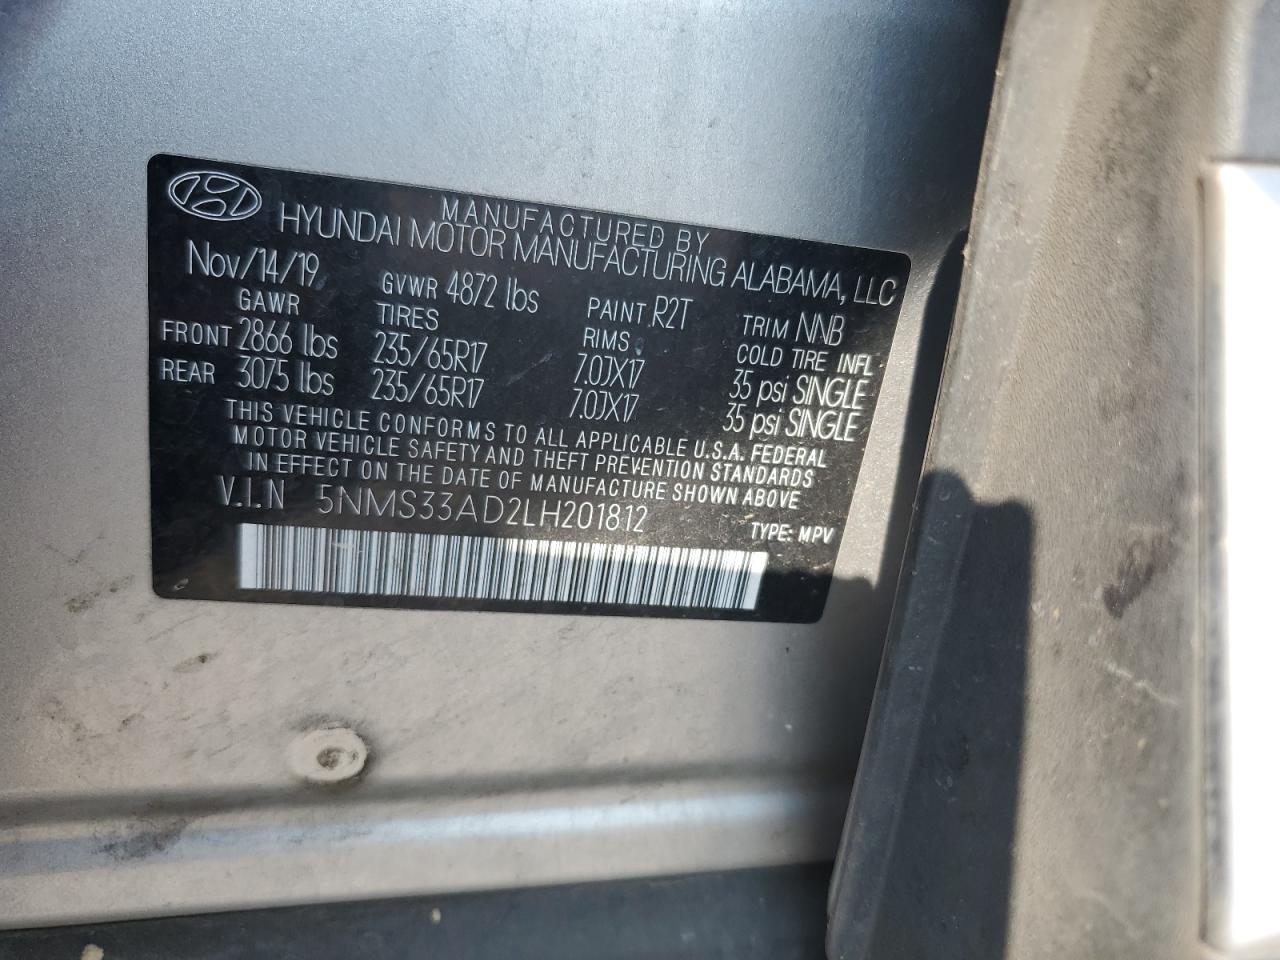 MANUFACTURED BY
HYUNDAI MOTOR MANUFACTURING ALABAMA, LLC
Nov/14/19 GVWR 4872 lbs PAINT R2T TRIM NNB
GAWR TIRES RIMS COLD TIRE INFL.
FRONT 2866 lbs 235/65R17 7.0JX17 35 psi SINGLE
REAR 3075 lbs 235/65R17 7.0JX17 35 psi SINGLE
THIS VEHICLE CONFORMS TO ALL APPLICABLE U.S.A. FEDERAL
MOTOR VEHICLE SAFETY AND THEFT PREVENTION STANDARDS
IN EFFECT ON THE DATE OF MANUFACTURE SHOWN ABOVE
V.I.N 5NMS33AD2LH201812 TYPE: MPV